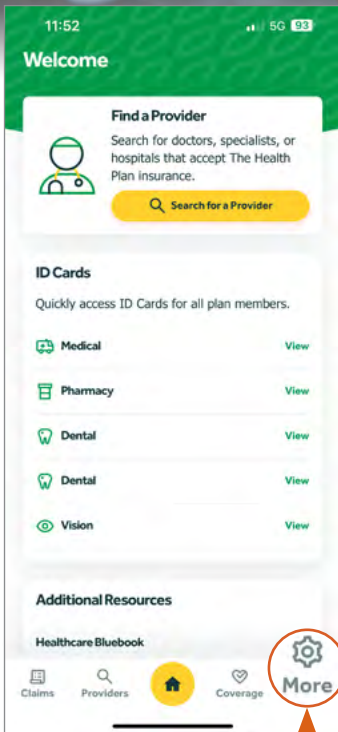 11:52
5G 93
Welcome
Find a Provider
Search for doctors, specialists, or
hospitals that accept The Health
Plan insurance.
Search for a Provider
ID Cards
Quickly access ID Cards for all plan members.
Medical View
Pharmacy View
Dental View
Dental View
Vision View
Additional Resources
Healthcare Bluebook
Claims Providers Coverage More